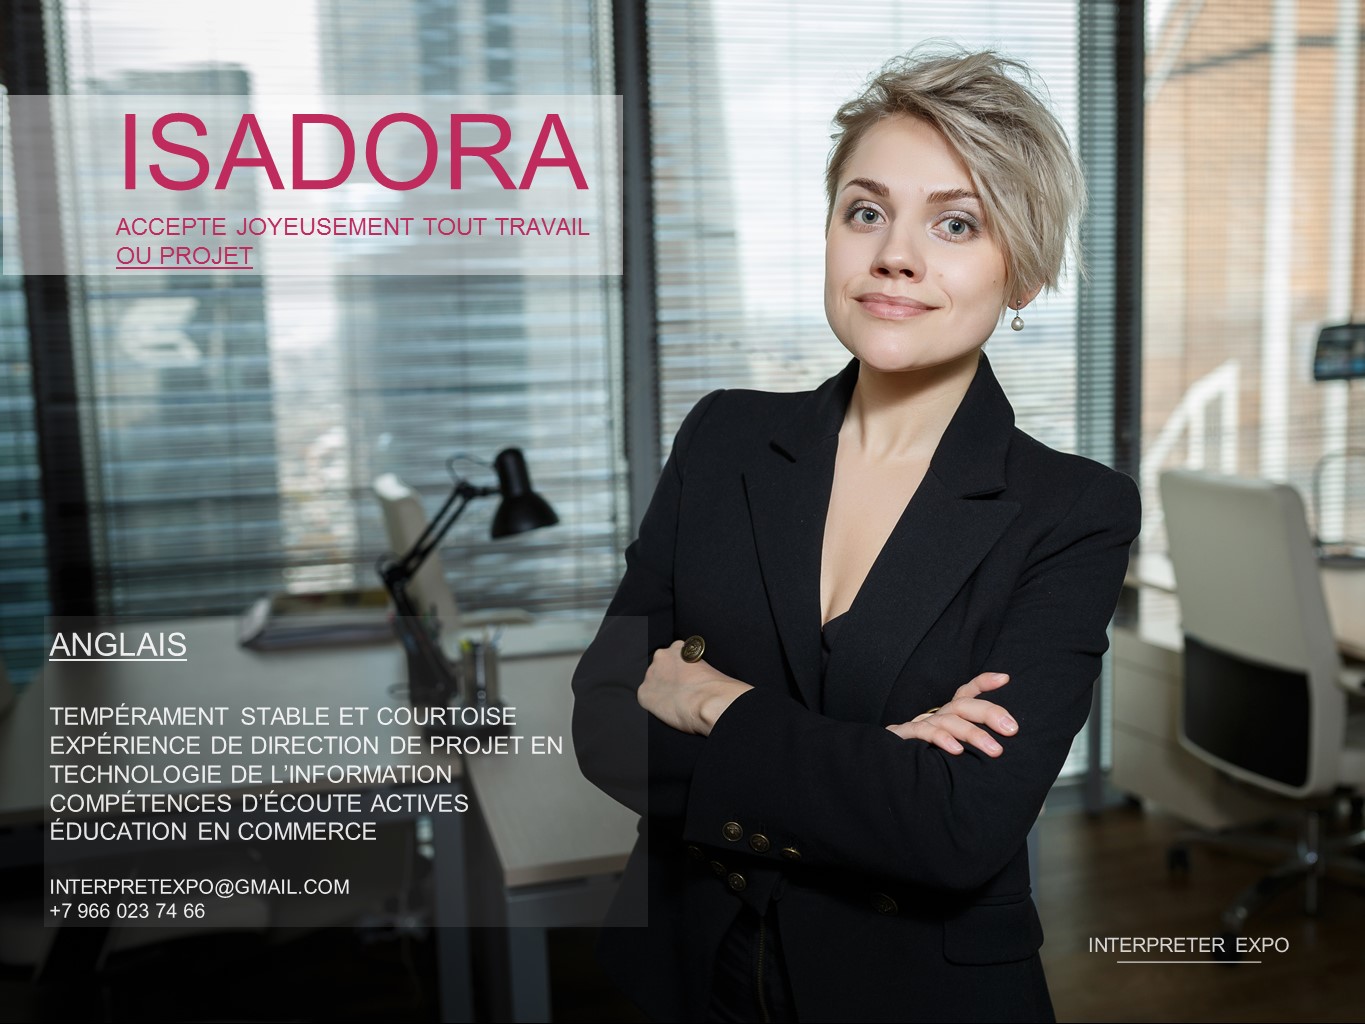 ISADORA
ACCEPTE JOYEUSEMENT TOUT TRAVAIL
OU PROJET
ANGLAIS
TEMPÉRAMENT STABLE ET COURTOISE
EXPÉRIENCE DE DIRECTION DE PROJET EN
TECHNOLOGIE DE L’INFORMATION
COMPÉTENCES D’ÉCOUTE ACTIVES
ÉDUCATION EN COMMERCE
INTERPRETEXPO@GMAIL.COM
+7 966 023 74 66
INTERPRETER EXPO